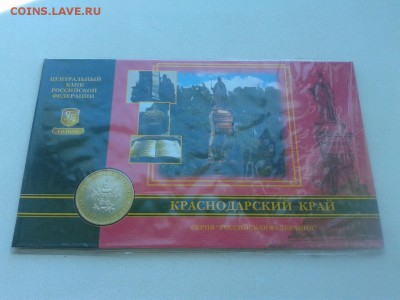 COINS.LAVE.RU
ЦЕНТРАЛЬНЫЙ
БАНК
РОССИЙСКОЙ
ФЕДЕРАЦИИ
КРАСНОДАРСКИЙ КРАЙ
СЕРИЯ "РОССИЙСКАЯ ФЕДЕРАЦИЯ"